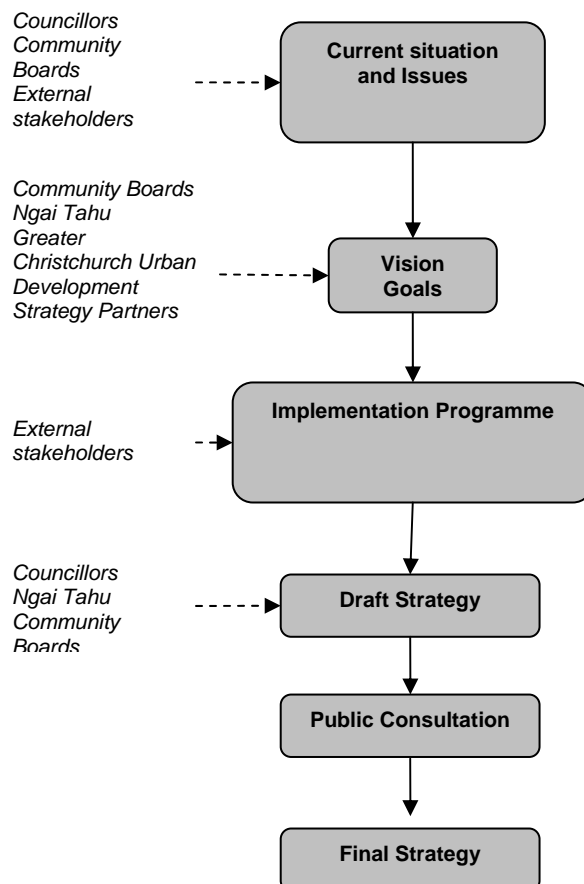 Councillors
Community
Boards
External
stakeholders
Current situation
and Issues
Community Boards
Ngai Tahu
Greater
Christchurch Urban
Development
Strategy Partners
Vision
Goals
Implementation Programme
External
stakeholders
Councillors
Ngai Tahu
Community
Boards
Draft Strategy
Public Consultation
Final Strategy